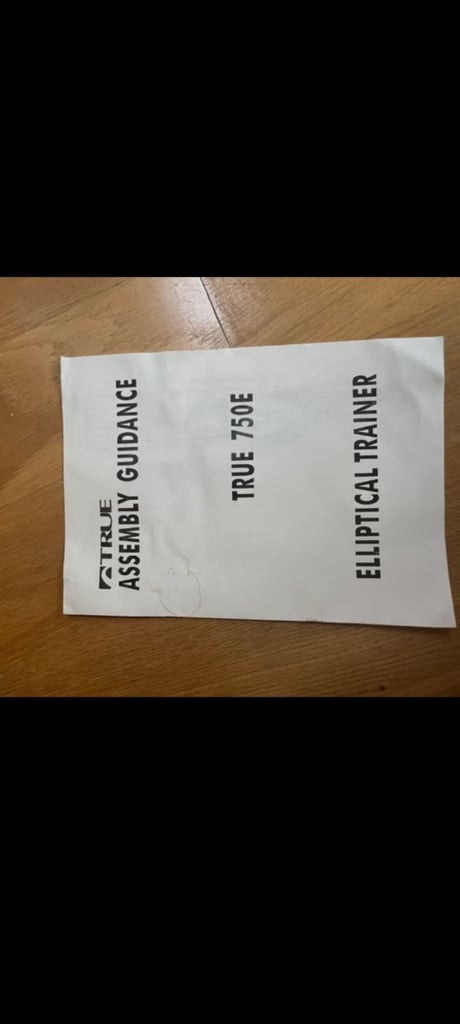 TRUE
ASSEMBLY GUIDANCE
TRUE 750E
ELLIPTICAL TRAINER